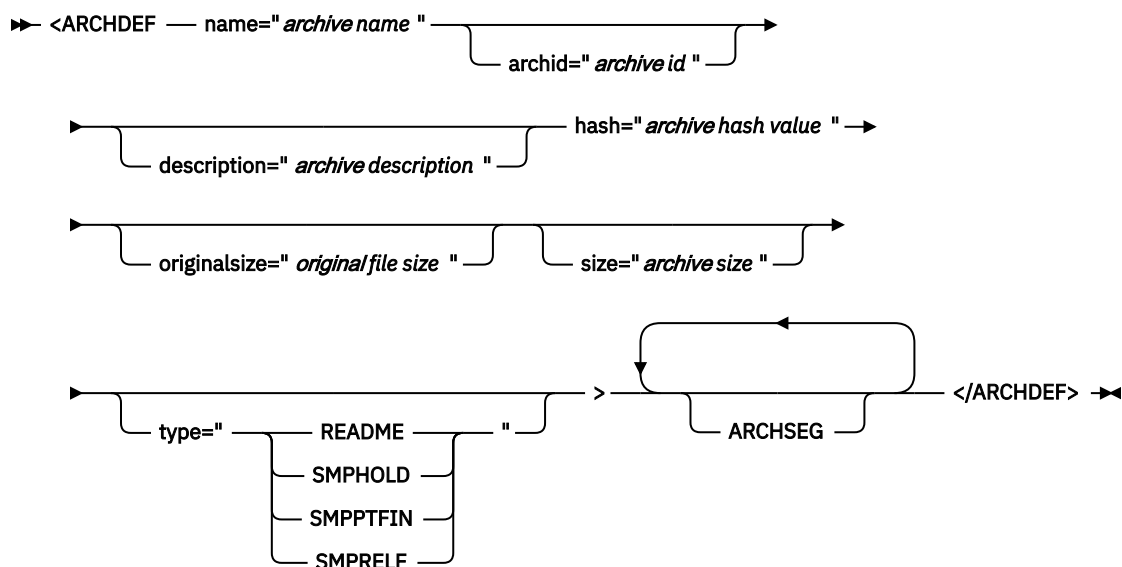 <ARCHDEF name=" archive name "
archid=" archive id "
hash=" archive hash value "
description=" archive description "
originalsize=" original file size "
size=" archive size "
> </ARCHDEF>
type=" README "
ARCHSEG
SMPHOLD
SMPPTFIN
SMPRELF